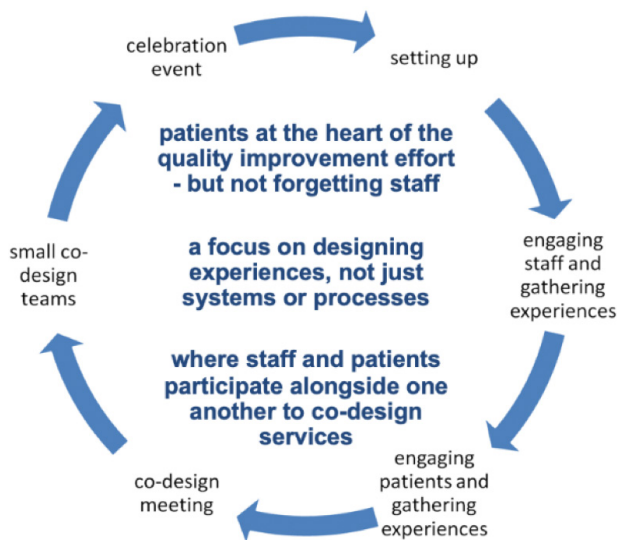 celebration
event
setting up
patients at the heart of the
quality improvement effort
- but not forgetting staff
small co-
design
teams
a focus on designing
experiences, not just
systems or processes
engaging
staff and
gathering
experiences
where staff and patients
participate alongside one
another to co-design
services
co-design
meeting
engaging
patients and
gathering
experiences